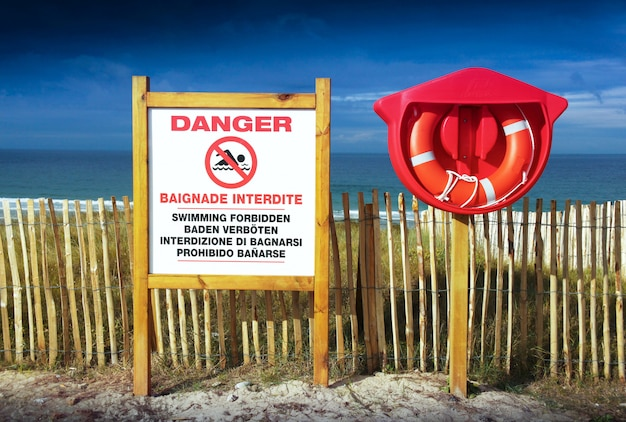 DANGER
BAIGNADE INTERDITE
SWIMMING FORBIDDEN
BADEN VERBÖTEN
INTERDIZIONE DI BAGNARSI
PROHIBIDO BAÑARSE